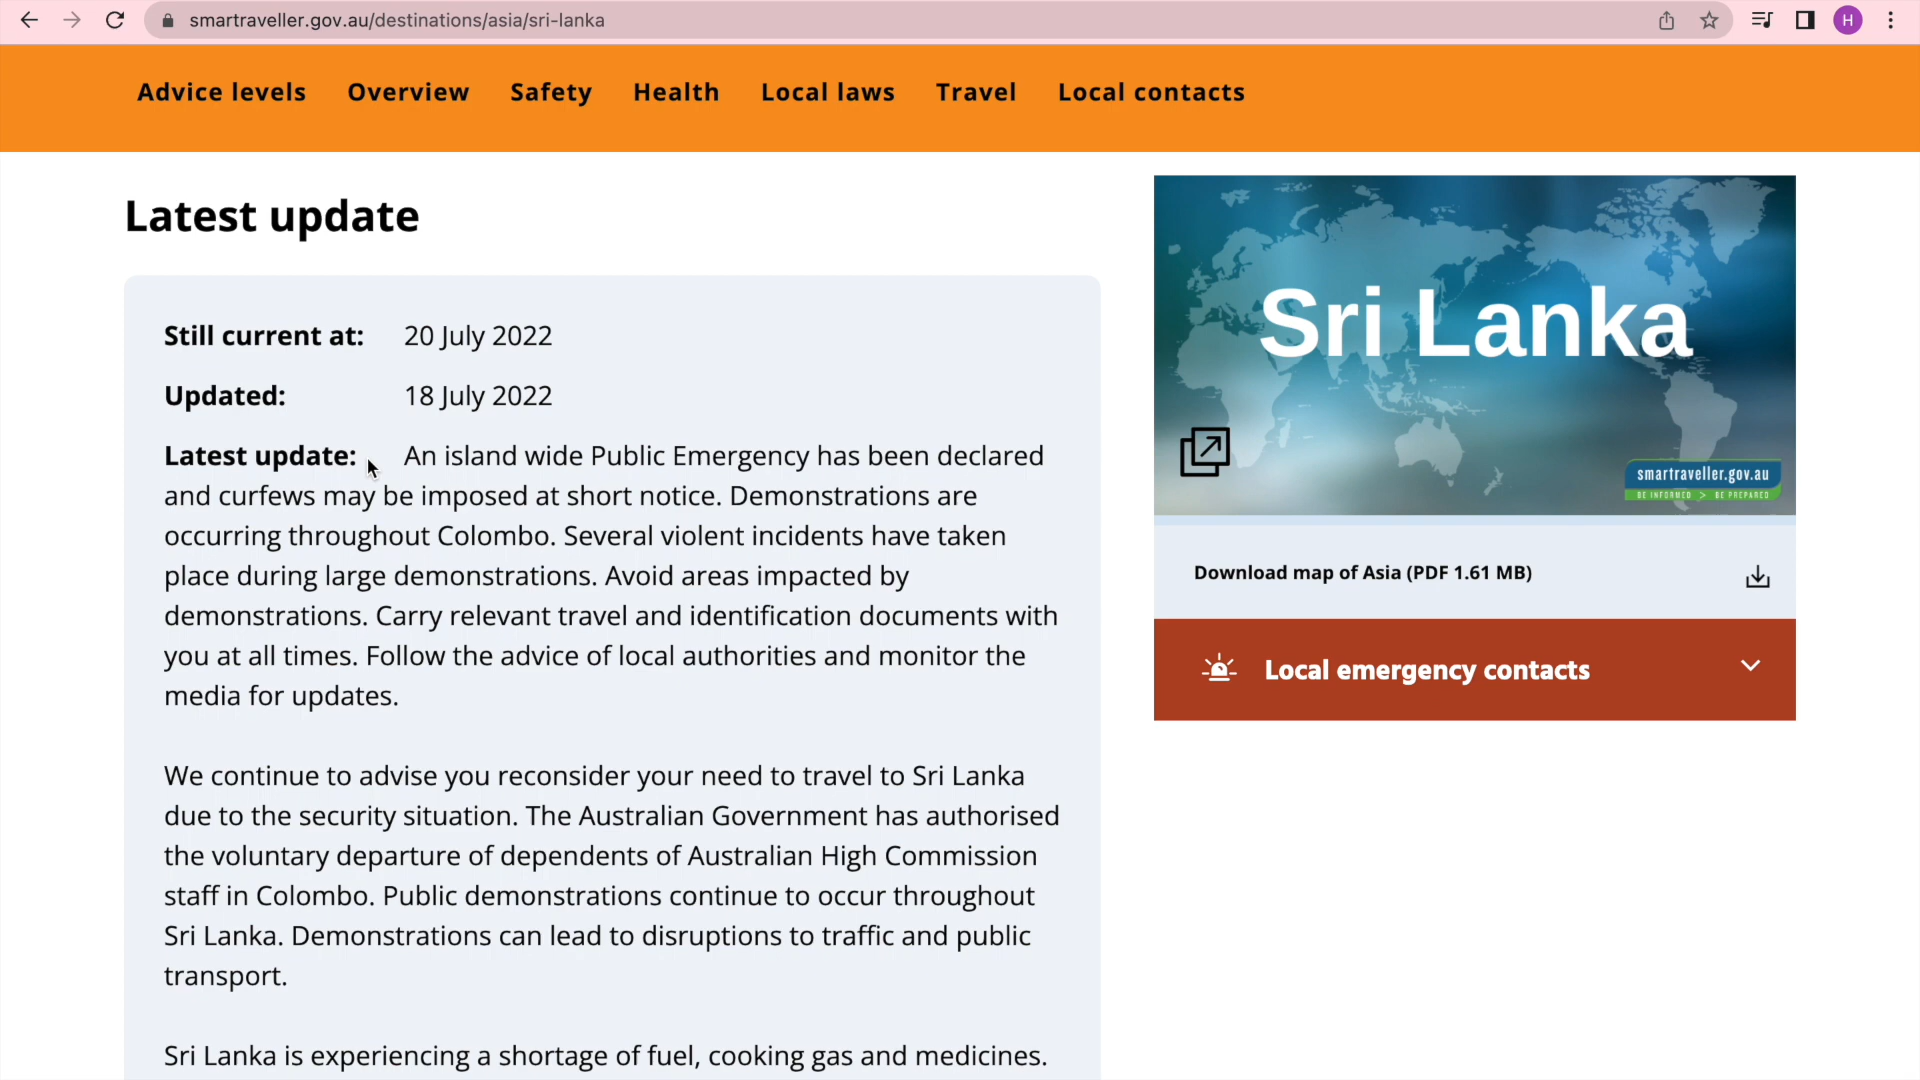 smartraveller.gov.au/destinations/asia/sri-lanka
H
Advice levels Overview Safety Health Local laws Travel Local contacts
Latest update
Still current at: 20 July 2022
Updated: 18 July 2022
Latest update: An island wide Public Emergency has been declared
and curfews may be imposed at short notice. Demonstrations are
occurring throughout Colombo. Several violent incidents have taken
place during large demonstrations. Avoid areas impacted by
demonstrations. Carry relevant travel and identification documents with
you at all times. Follow the advice of local authorities and monitor the
media for updates.
We continue to advise you reconsider your need to travel to Sri Lanka
due to the security situation. The Australian Government has authorised
the voluntary departure of dependents of Australian High Commission
staff in Colombo. Public demonstrations continue to occur throughout
Sri Lanka. Demonstrations can lead to disruptions to traffic and public
transport.
Sri Lanka is experiencing a shortage of fuel, cooking gas and medicines.
Sri Lanka
smartraveller.gov.au
BE INFORMED > BE PREPARED
Download map of Asia (PDF 1.61 MB)
Local emergency contacts